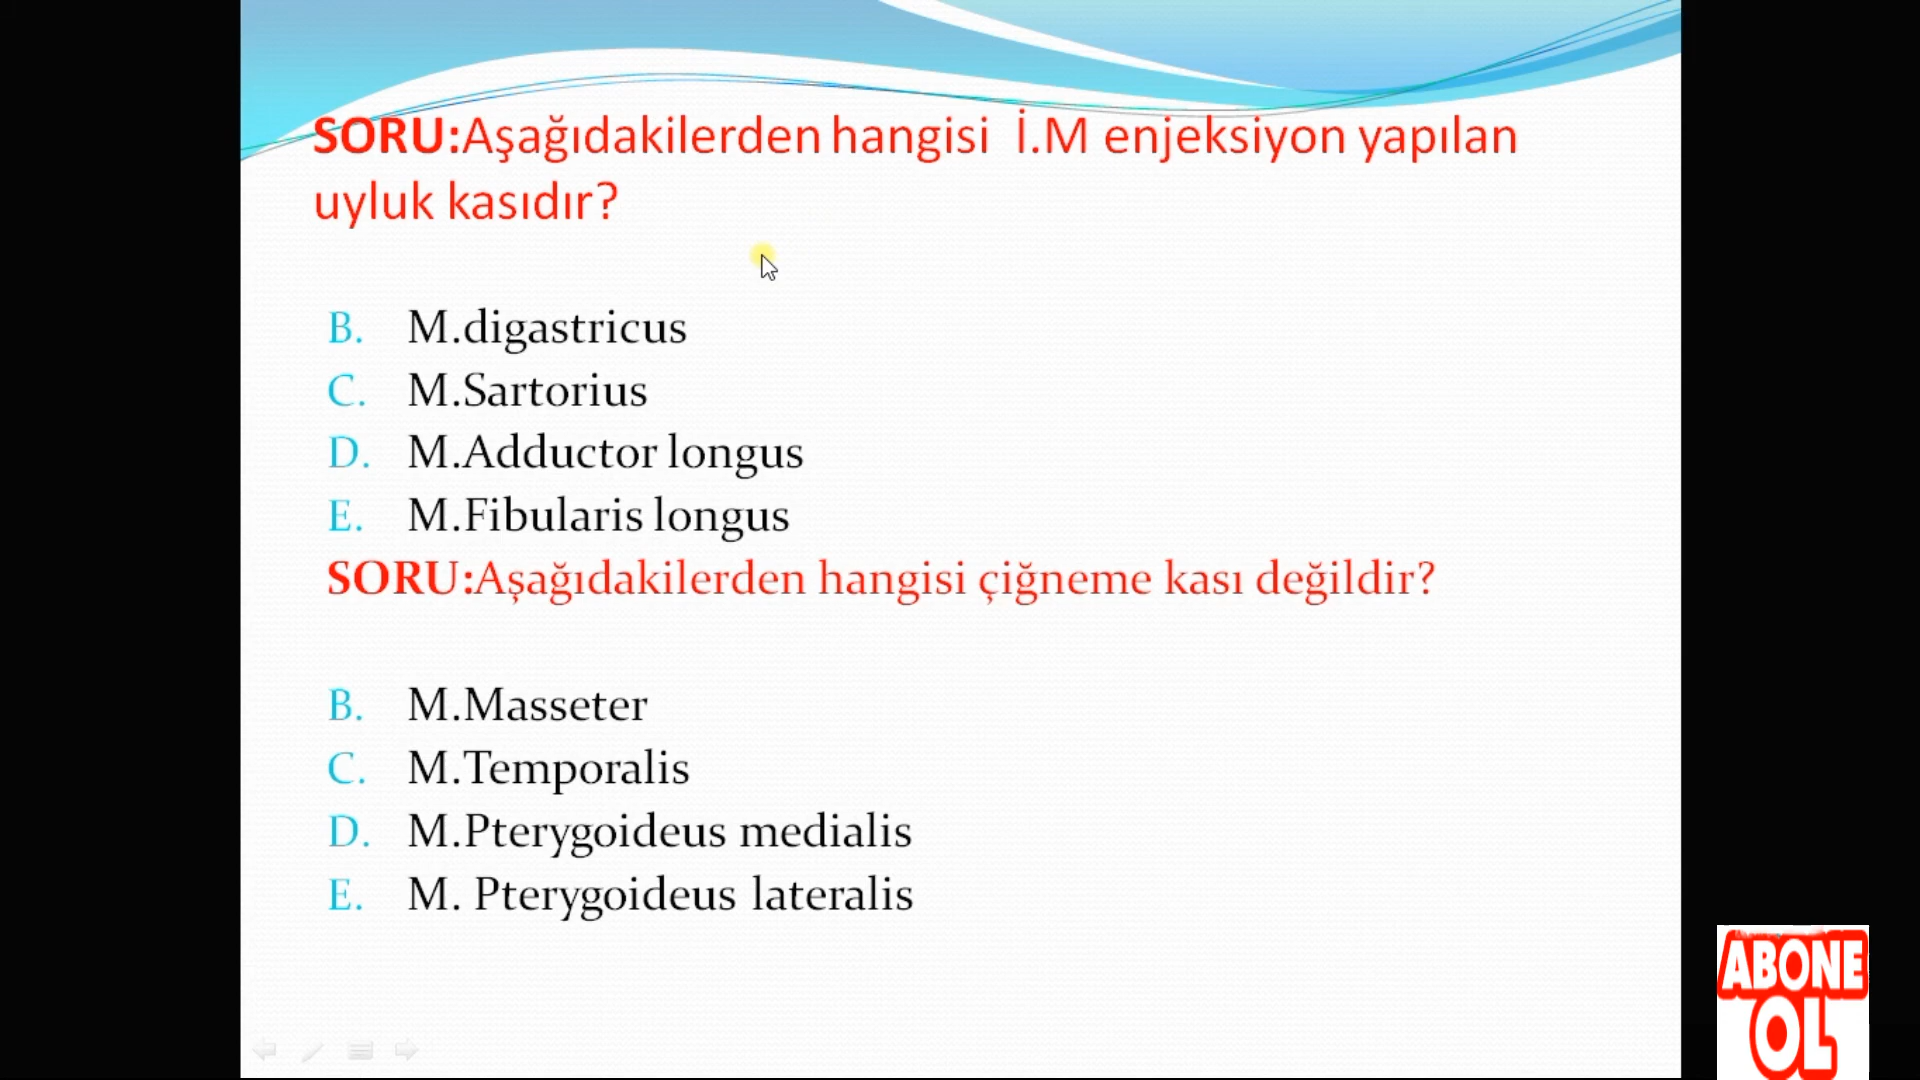 SORU:Aşağıdakilerden hangisi İ.M enjeksiyon yapılan
uyluk kasıdır?
B. M.digastricus
C. M.Sartorius
D. M.Adductor longus
E. M.Fibularis longus
SORU:Aşağıdakilerden hangisi çiğneme kası değildir?
B. M.Masseter
C. M.Temporalis
D. M.Pterygoideus medialis
E. M. Pterygoideus lateralis
ABONE
OL